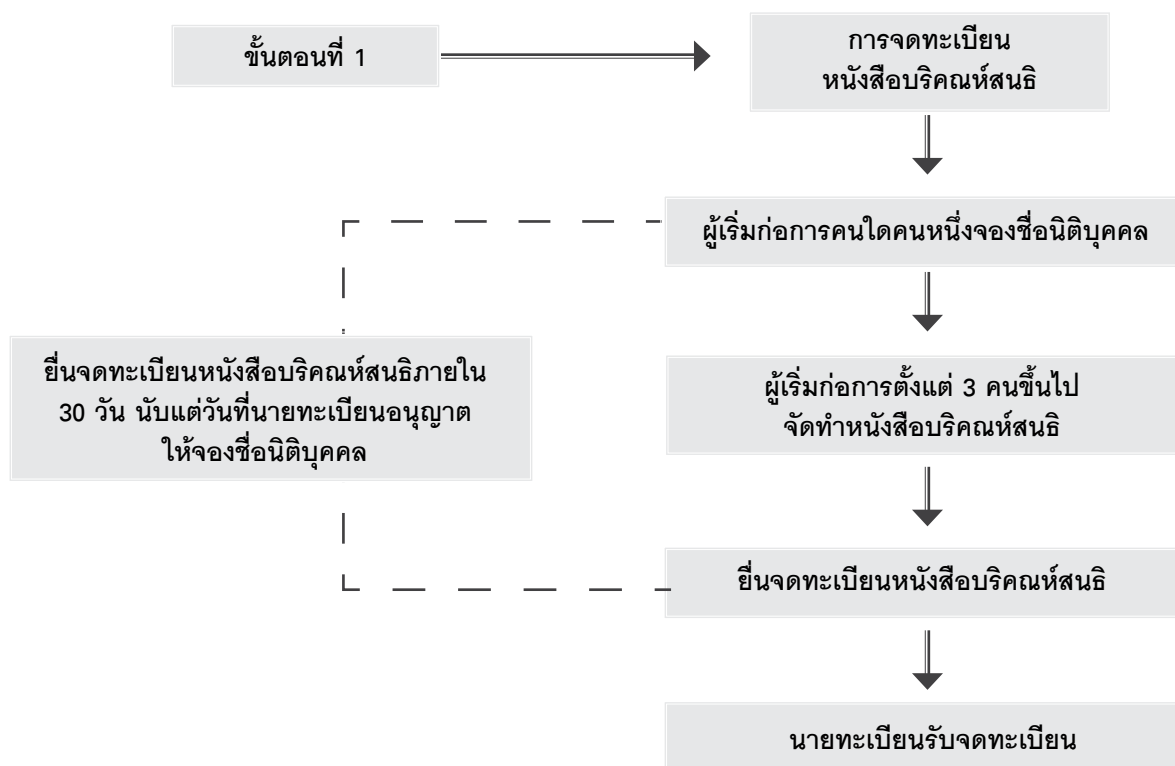 ขั้นตอนที่ 1
การจดทะเบียน
หนังสือบริคณห์สนธิ
ผู้เริ่มก่อการคนใดคนหนึ่งจองชื่อนิติบุคคล
ยื่นจดทะเบียนหนังสือบริคณห์สนธิภายใน
30 วัน นับแต่วันที่นายทะเบียนอนุญาต
ให้จองชื่อนิติบุคคล
ผู้เริ่มก่อการตั้งแต่ 3 คนขึ้นไป
จัดทำหนังสือบริคณห์สนธิ
ยื่นจดทะเบียนหนังสือบริคณห์สนธิ
นายทะเบียนรับจดทะเบียน